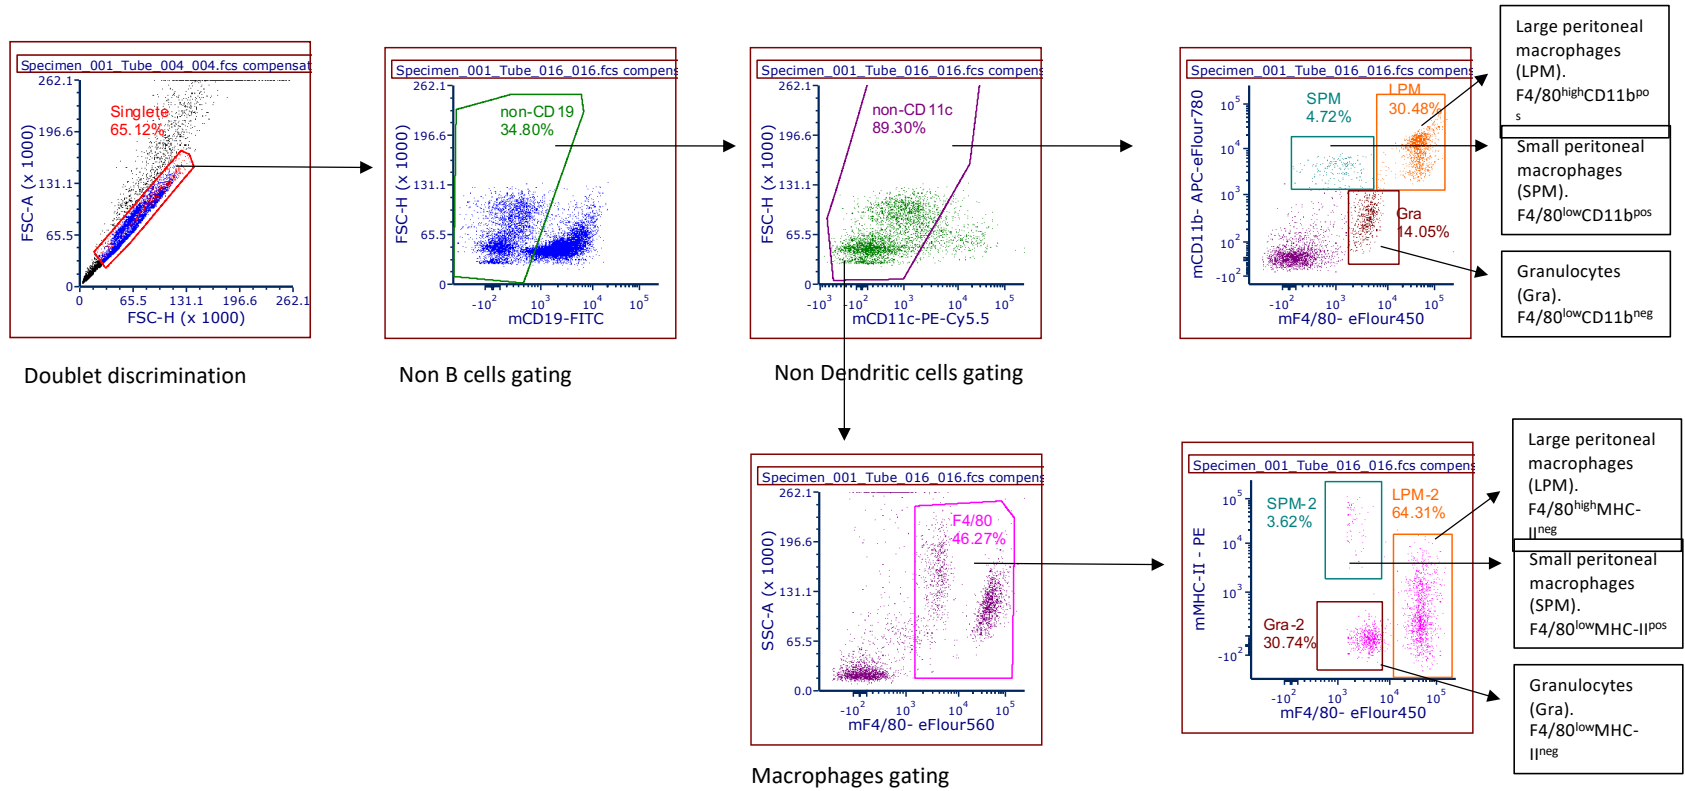 Specimen_001_Tube_004_004.fcs compensat
262.1
196.6
131.1
65.5
0
Singlete
65.12%
FSC-A (x 1000)
0 65.5 131.1 196.6 262.1
FSC-H (x 1000)
Doublet discrimination
Specimen_001_Tube_016_016.fcs compens
262.1
196.6
131.1
65.5
0
non-CD19
34.80%
FSC-H (x 1000)
-10² 10³ 10⁴ 10⁵
mCD19-FITC
Non B cells gating
Specimen_001_Tube_016_016.fcs compens
262.1
196.6
131.1
65.5
0
non-CD11c
89.30%
FSC-H (x 1000)
-10³ -10² 10³ 10⁴ 10⁵
mCD11c-PE-Cy5.5
Non Dendritic cells gating
Specimen_001_Tube_016_016.fcs compens
10⁵
10⁴
10³
10²
-10²
SPM
4.72%
LPM
30.48%
Gra
14.05%
mCD11b- APC-eFlour780
-10² 10³ 10⁴ 10⁵
mF4/80- eFlour450
Large peritoneal
macrophages
(LPM).
F4/80highCD11bpo
s
Small peritoneal
macrophages
(SPM).
F4/80lowCD11bpos
Granulocytes
(Gra).
F4/80lowCD11bneg
Specimen_001_Tube_016_016.fcs compens
262.1
196.6
131.1
65.5
0.0
F4/80
46.27%
SSC-A (x 1000)
-10² 10³ 10⁴ 10⁵
mF4/80- eFlour560
Macrophages gating
Specimen_001_Tube_016_016.fcs compens
10⁵
10⁴
10³
-10²
SPM-2
3.62%
LPM-2
64.31%
Gra-2
30.74%
mMHC-II - PE
-10² 10³ 10⁴ 10⁵
mF4/80- eFlour450
Large peritoneal
macrophages
(LPM).
F4/80highMHC-
IIneg
Small peritoneal
macrophages
(SPM).
F4/80lowMHC-IIpos
Granulocytes
(Gra).
F4/80lowMHC-
IIneg